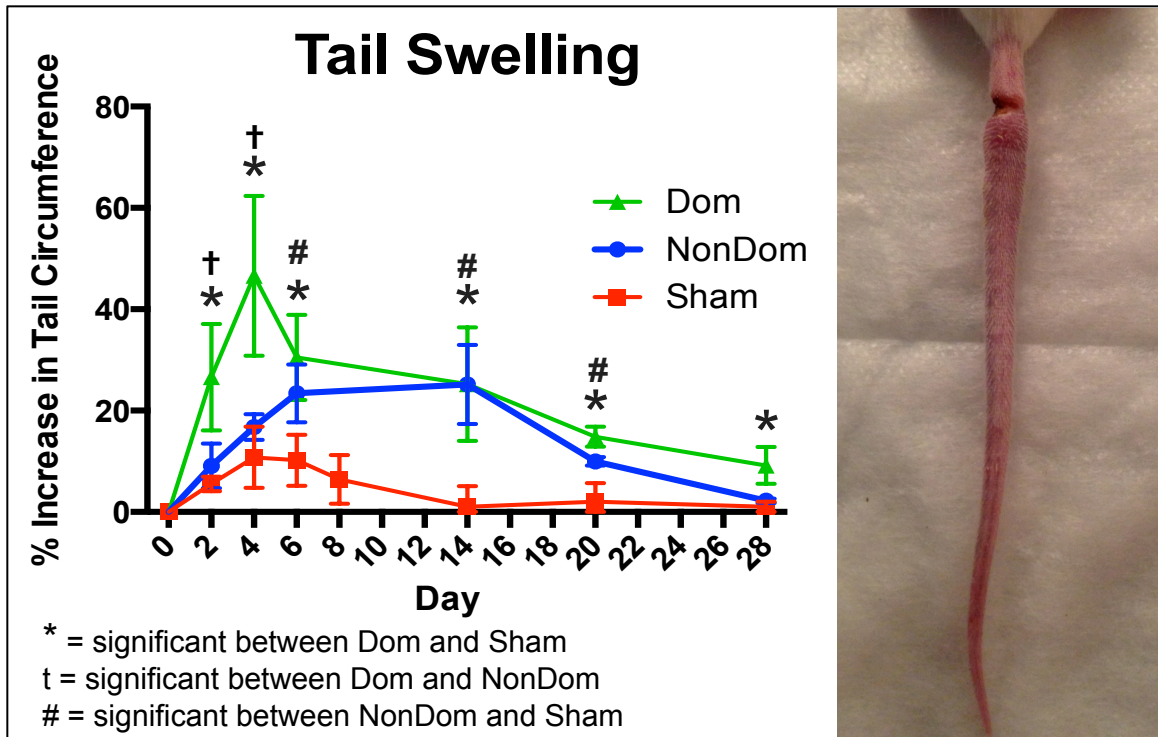 Tail Swelling
% Increase in Tail Circumference
80
60
40
20
0
†
*
†
*
#
*
#
*
#
*
*
Dom
NonDom
Sham
0 2 4 6 8 10 12 14 16 20 22 24 26 28
Day
* = significant between Dom and Sham
t = significant between Dom and NonDom
# = significant between NonDom and Sham